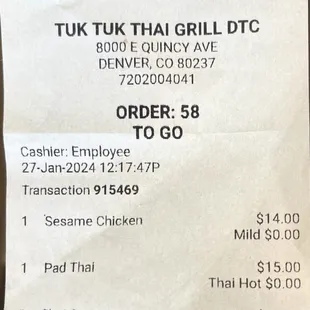 TUK TUK THAI GRILL DTC
8000 E QUINCY AVE
DENVER, CO 80237
7202004041
ORDER: 58
TO GO
Cashier: Employee
27-Jan-2024 12:17:47P
Transaction 915469
1 Sesame Chicken $14.00
Mild $0.00
1 Pad Thai $15.00
Thai Hot $0.00